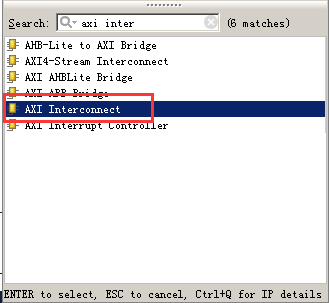 Search: axi inter (6 matches)
AHB-Lite to AXI Bridge
AXI4-Stream Interconnect
AXI AHBLite Bridge
AXI APB Bridge
AXI Interconnect
AXI Interrupt Controller
ENTER to select, ESC to cancel, Ctrl+Q for IP details